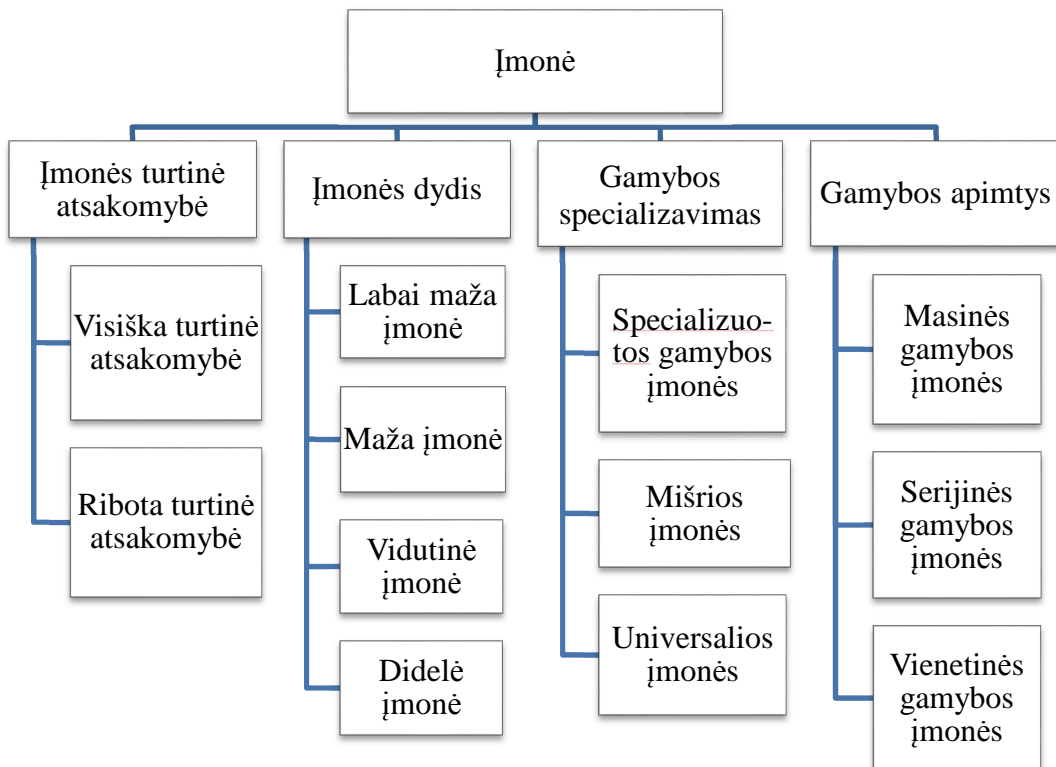 Įmonė
Įmonės turtinė
atsakomybė
Visiška turtinė
atsakomybė
Ribota turtinė
atsakomybė
Įmonės dydis
Labai maža
įmonė
Maža įmonė
Vidutinė
įmonė
Didelė
įmonė
Gamybos
specializavimas
Specializuo-
tos gamybos
įmonės
Mišrios
įmonės
Universalios
įmonės
Gamybos apimtys
Masinės
gamybos
įmonės
Serijinės
gamybos
įmonės
Vienetinės
gamybos
įmonės